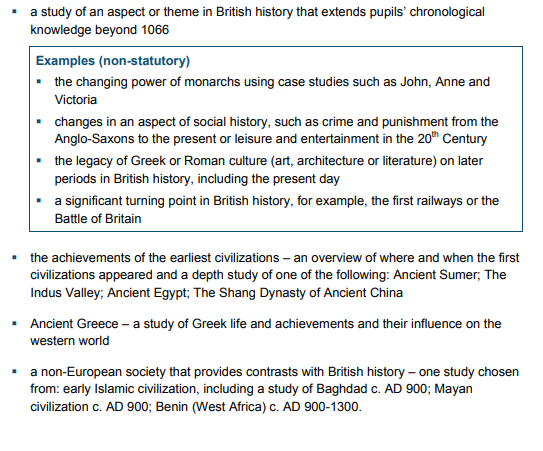 ▪ a study of an aspect or theme in British history that extends pupils’ chronological
knowledge beyond 1066
Examples (non-statutory)
▪ the changing power of monarchs using case studies such as John, Anne and
Victoria
▪ changes in an aspect of social history, such as crime and punishment from the
Anglo-Saxons to the present or leisure and entertainment in the 20th Century
▪ the legacy of Greek or Roman culture (art, architecture or literature) on later
periods in British history, including the present day
▪ a significant turning point in British history, for example, the first railways or the
Battle of Britain
▪ the achievements of the earliest civilizations – an overview of where and when the first
civilizations appeared and a depth study of one of the following: Ancient Sumer; The
Indus Valley; Ancient Egypt; The Shang Dynasty of Ancient China
▪ Ancient Greece – a study of Greek life and achievements and their influence on the
western world
▪ a non-European society that provides contrasts with British history – one study chosen
from: early Islamic civilization, including a study of Baghdad c. AD 900; Mayan
civilization c. AD 900; Benin (West Africa) c. AD 900-1300.